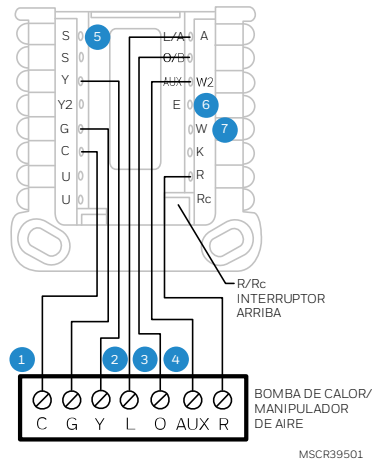 S 5 L/A A
S O/B
Y AUX W2
Y2 E 6
G W 7
C K
U R
U Rc
R/Rc
INTERRUPTOR
ARRIBA
1 2 3 4
C G Y L O AUX R
BOMBA DE CALOR/
MANIPULADOR
DE AIRE
MSCR39501